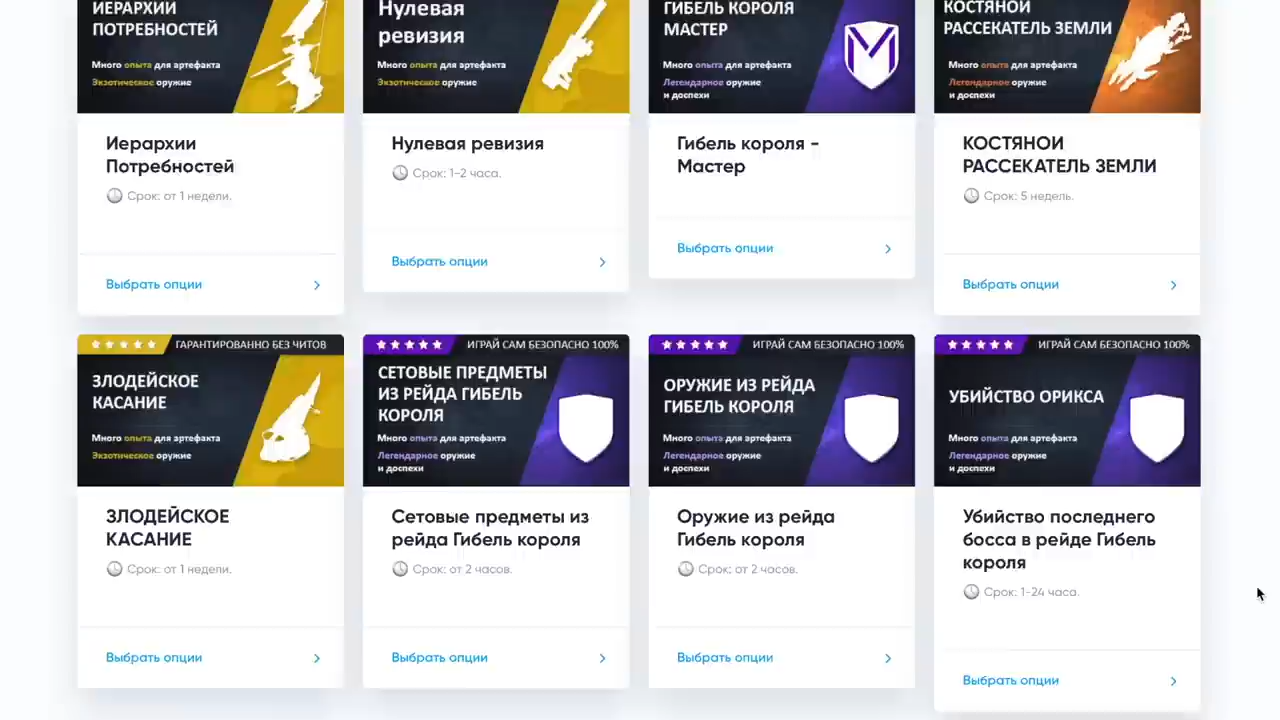 ИЕРАРХИИ
ПОТРЕБНОСТЕЙ
Много опыта для артефакта
Экзотическое оружие
Иерархии
Потребностей
Срок: от 1 недели.
Выбрать опции
Нулевая
ревизия
Много опыта для артефакта
Экзотическое оружие
Нулевая ревизия
Срок: 1-2 часа.
Выбрать опции
ГИБЕЛЬ КОРОЛЯ
МАСТЕР
Много опыта для артефакта
Легендарное оружие
и доспехи
Гибель короля -
Мастер
Выбрать опции
КОСТЯНОЙ
РАССЕКАТЕЛЬ ЗЕМЛИ
Много опыта для артефакта
Легендарное оружие
и доспехи
КОСТЯНОЙ
РАССЕКАТЕЛЬ ЗЕМЛИ
Срок: 5 недель.
Выбрать опции
ГАРАНТИРОВАННО БЕЗ ЧИТОВ
ЗЛОДЕЙСКОЕ
КАСАНИЕ
Много опыта для артефакта
Экзотическое оружие
ЗЛОДЕЙСКОЕ
КАСАНИЕ
Срок: от 1 недели.
Выбрать опции
ИГРАЙ САМ БЕЗОПАСНО 100%
СЕТОВЫЕ ПРЕДМЕТЫ
ИЗ РЕЙДА ГИБЕЛЬ
КОРОЛЯ
Много опыта для артефакта
Легендарное оружие
и доспехи
Сетовые предметы из
рейда Гибель короля
Срок: от 2 часов.
Выбрать опции
ИГРАЙ САМ БЕЗОПАСНО 100%
ОРУЖИЕ ИЗ РЕЙДА
ГИБЕЛЬ КОРОЛЯ
Много опыта для артефакта
Легендарное оружие
и доспехи
Оружие из рейда
Гибель короля
Срок: от 2 часов.
Выбрать опции
ИГРАЙ САМ БЕЗОПАСНО 100%
УБИЙСТВО ОРИКСА
Много опыта для артефакта
Легендарное оружие
и доспехи
Убийство последнего
босса в рейде Гибель
короля
Срок: 1-24 часа.
Выбрать опции